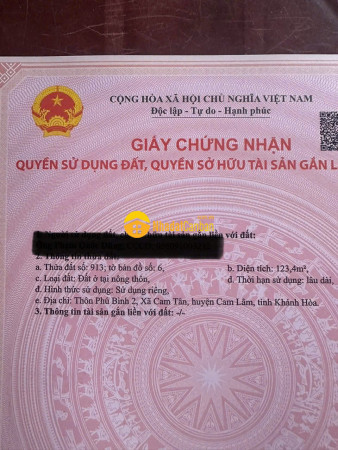 CỘNG HÒA XÃ HỘI CHỦ NGHĨA VIỆT NAM
Độc lập - Tự do - Hạnh phúc
GIẤY CHỨNG NHẬN
QUYỀN SỬ DỤNG ĐẤT, QUYỀN SỞ HỮU TÀI SẢN GẮN L
gắn liền với đất:
2. Thông tin thửa đất:
a. Thửa đất số: 913; tờ bản đồ số: 6,
b. Diện tích: 123,4m²,
c. Loại đất: Đất ở tại nông thôn,
d. Thời hạn sử dụng: lâu dài,
đ. Hình thức sử dụng: Sử dụng riêng,
e. Địa chỉ: Thôn Phú Bình 2, Xã Cam Tân, huyện Cam Lâm, tỉnh Khánh Hòa.
3. Thông tin tài sản gắn liền với đất: -/-